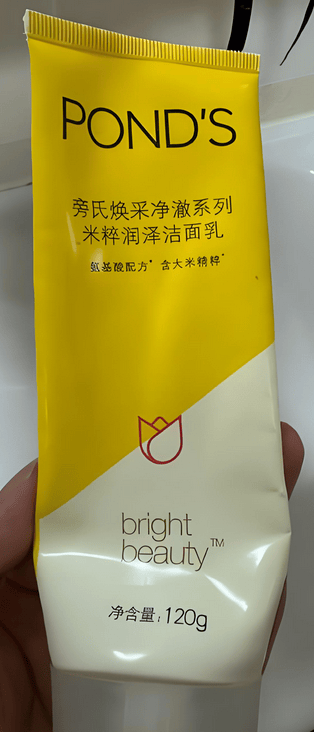 POND'S
旁氏焕采净澈系列
米粹润泽洁面乳
氨基酸配方* 含大米精粹*
bright
beauty™
净含量:120g